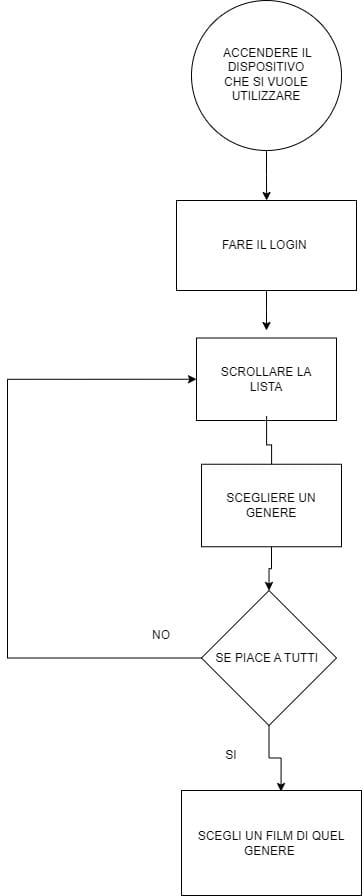 ACCENDERE IL
DISPOSITIVO
CHE SI VUOLE
UTILIZZARE
FARE IL LOGIN
SCROLLARE LA
LISTA
SCEGLIERE UN
GENERE
NO
SE PIACE A TUTTI
SI
SCEGLI UN FILM DI QUEL
GENERE